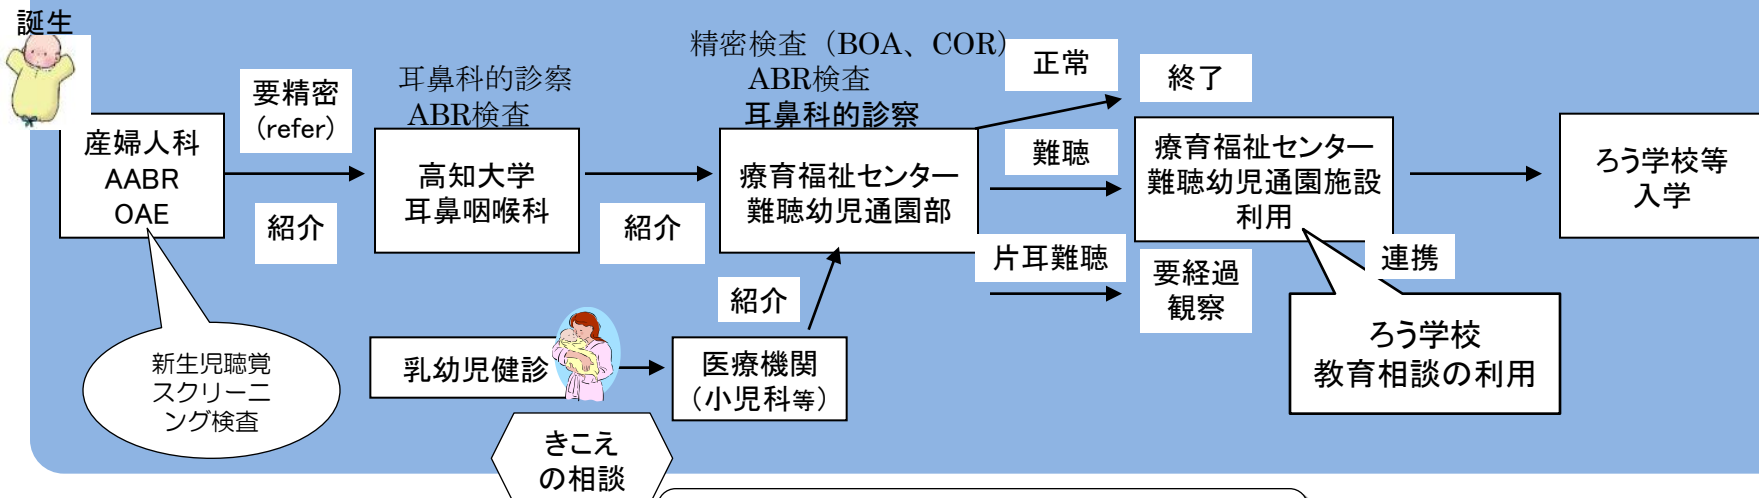 誕生
産婦人科
AABR
OAE
新生児聴覚
スクリーニ
ング検査
要精密
(refer)
紹介
耳鼻科的診察
ABR検査
高知大学
耳鼻咽喉科
紹介
精密検査（BOA、COR）
ABR検査
耳鼻科的診察
療育福祉センター
難聴幼児通園部
乳幼児健診
きこえ
の相談
医療機関
（小児科等）
紹介
正常
終了
難聴
療育福祉センター
難聴幼児通園施設
利用
片耳難聴
要経過
観察
連携
ろう学校
教育相談の利用
ろう学校等
入学